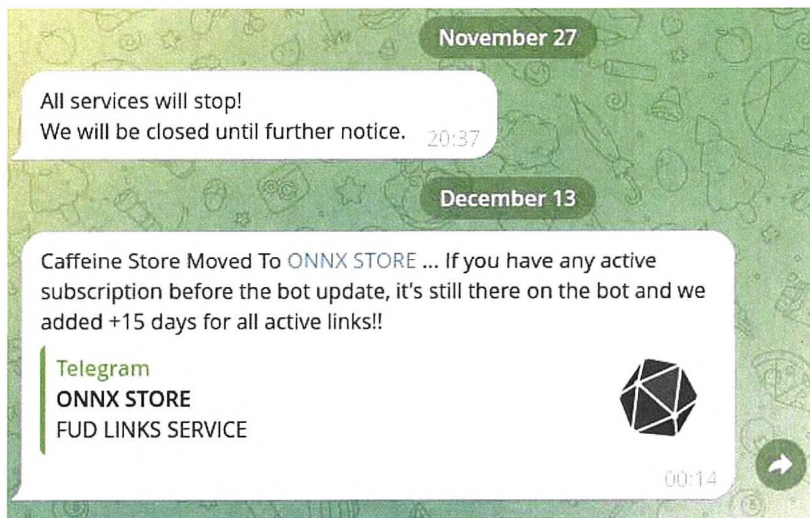 November 27
All services will stop!
We will be closed until further notice. 20:37
December 13
Caffeine Store Moved To ONNX STORE ... If you have any active
subscription before the bot update, it's still there on the bot and we
added +15 days for all active links!!
Telegram
ONNX STORE
FUD LINKS SERVICE
00:14